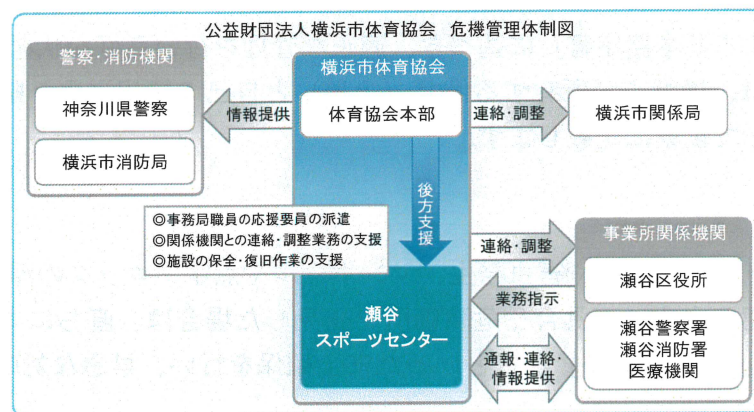 公益財団法人横浜市体育協会　危機管理体制図
警察・消防機関
神奈川県警察
横浜市消防局
情報提供
横浜市体育協会
体育協会本部
連絡・調整
横浜市関係局
後方支援
◎事務局職員の応援要員の派遣
◎関係機関との連絡・調整業務の支援
◎施設の保全・復旧作業の支援
瀬谷
スポーツセンター
連絡・調整
業務指示
通報・連絡・
情報提供
事業所関係機関
瀬谷区役所
瀬谷警察署
瀬谷消防署
医療機関